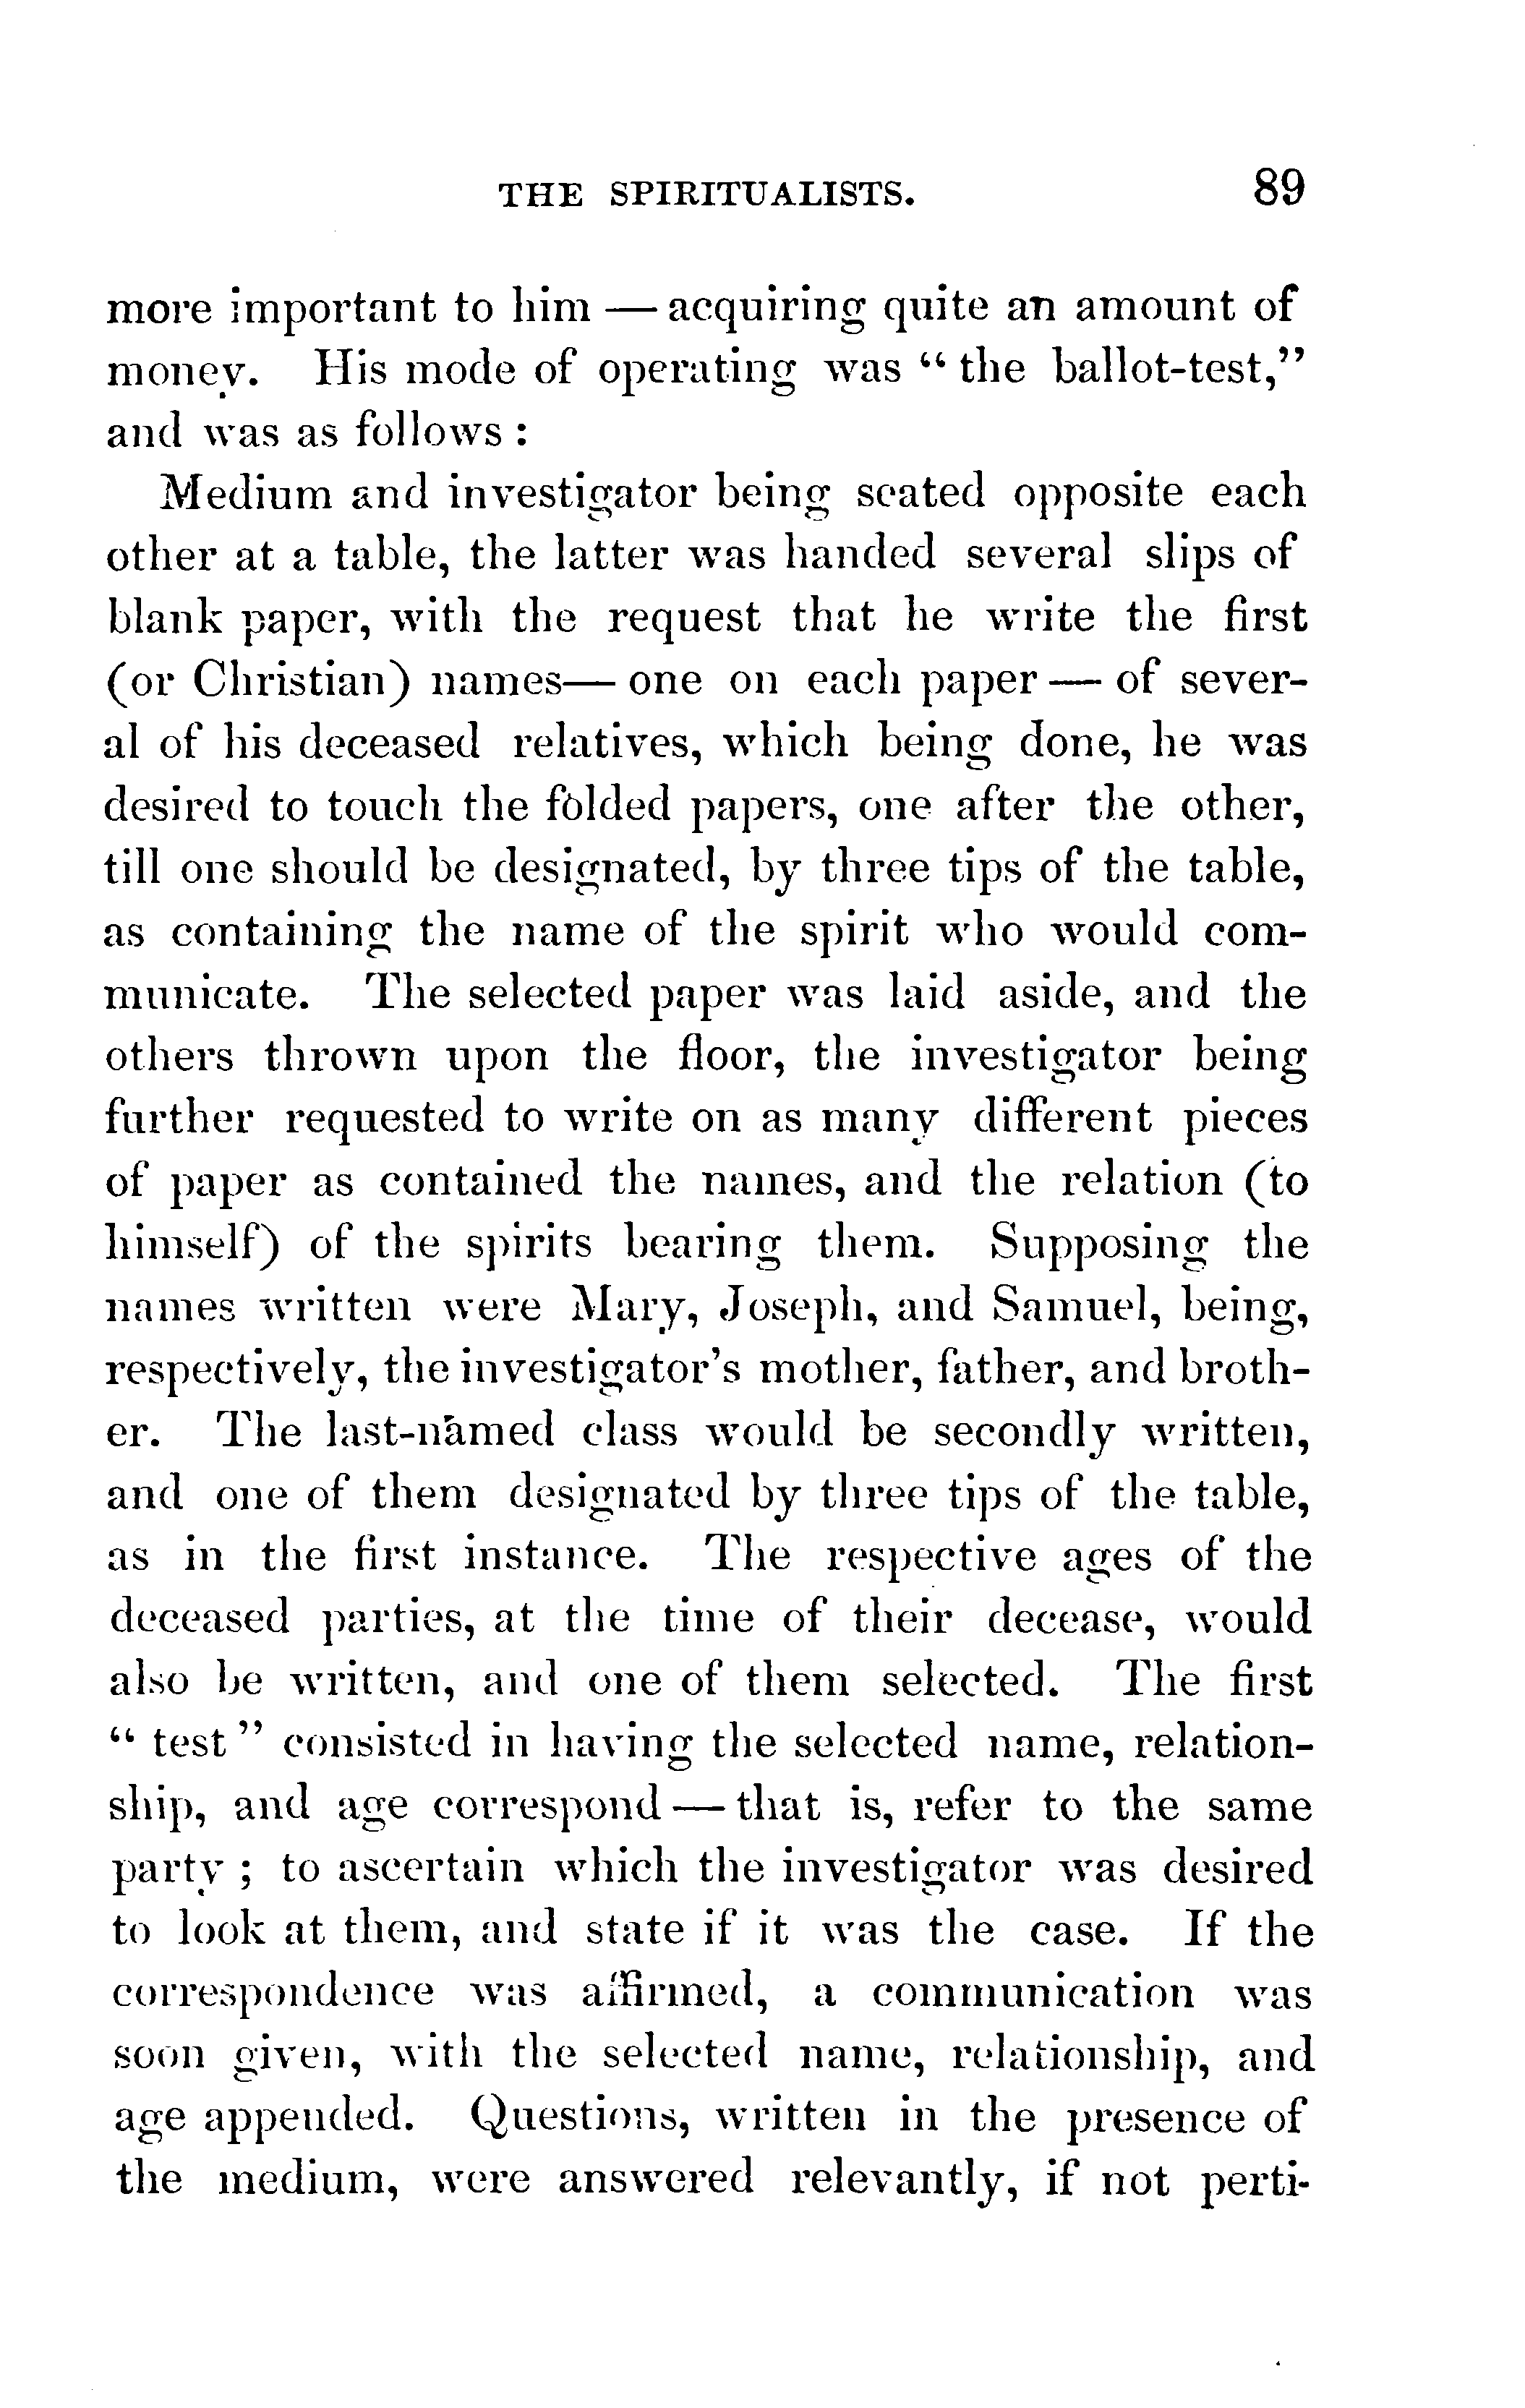 THE SPIRITUALISTS. 89
more important to him — acquiring quite an amount of
money. His mode of operating was “ the ballot-test,”
and was as follows :
Medium and investigator being seated opposite each
other at a table, the latter was handed several slips of
blank paper, with the request that he write the first
(or Christian) names— one on each paper — of sever-
al of his deceased relatives, which being done, he was
desired to touch the folded papers, one after the other,
till one should be designated, by three tips of the table,
as containing the name of the spirit who would com-
municate. The selected paper was laid aside, and the
others thrown upon the floor, the investigator being
further requested to write on as many different pieces
of paper as contained the names, and the relation (to
himself) of the spirits bearing them. Supposing the
names written were Mary, Joseph, and Samuel, being,
respectively, the investigator’s mother, father, and broth-
er. The last-named class would be secondly written,
and one of them designated by three tips of the table,
as in the first instance. The respective ages of the
deceased parties, at the time of their decease, would
also be written, and one of them selected. The first
“ test ” consisted in having the selected name, relation-
ship, and age correspond — that is, refer to the same
party ; to ascertain which the investigator was desired
to look at them, and state if it was the case. If the
correspondence was affirmed, a communication was
soon given, with the selected name, relationship, and
age appended. Questions, written in the presence of
the medium, were answered relevantly, if not perti-